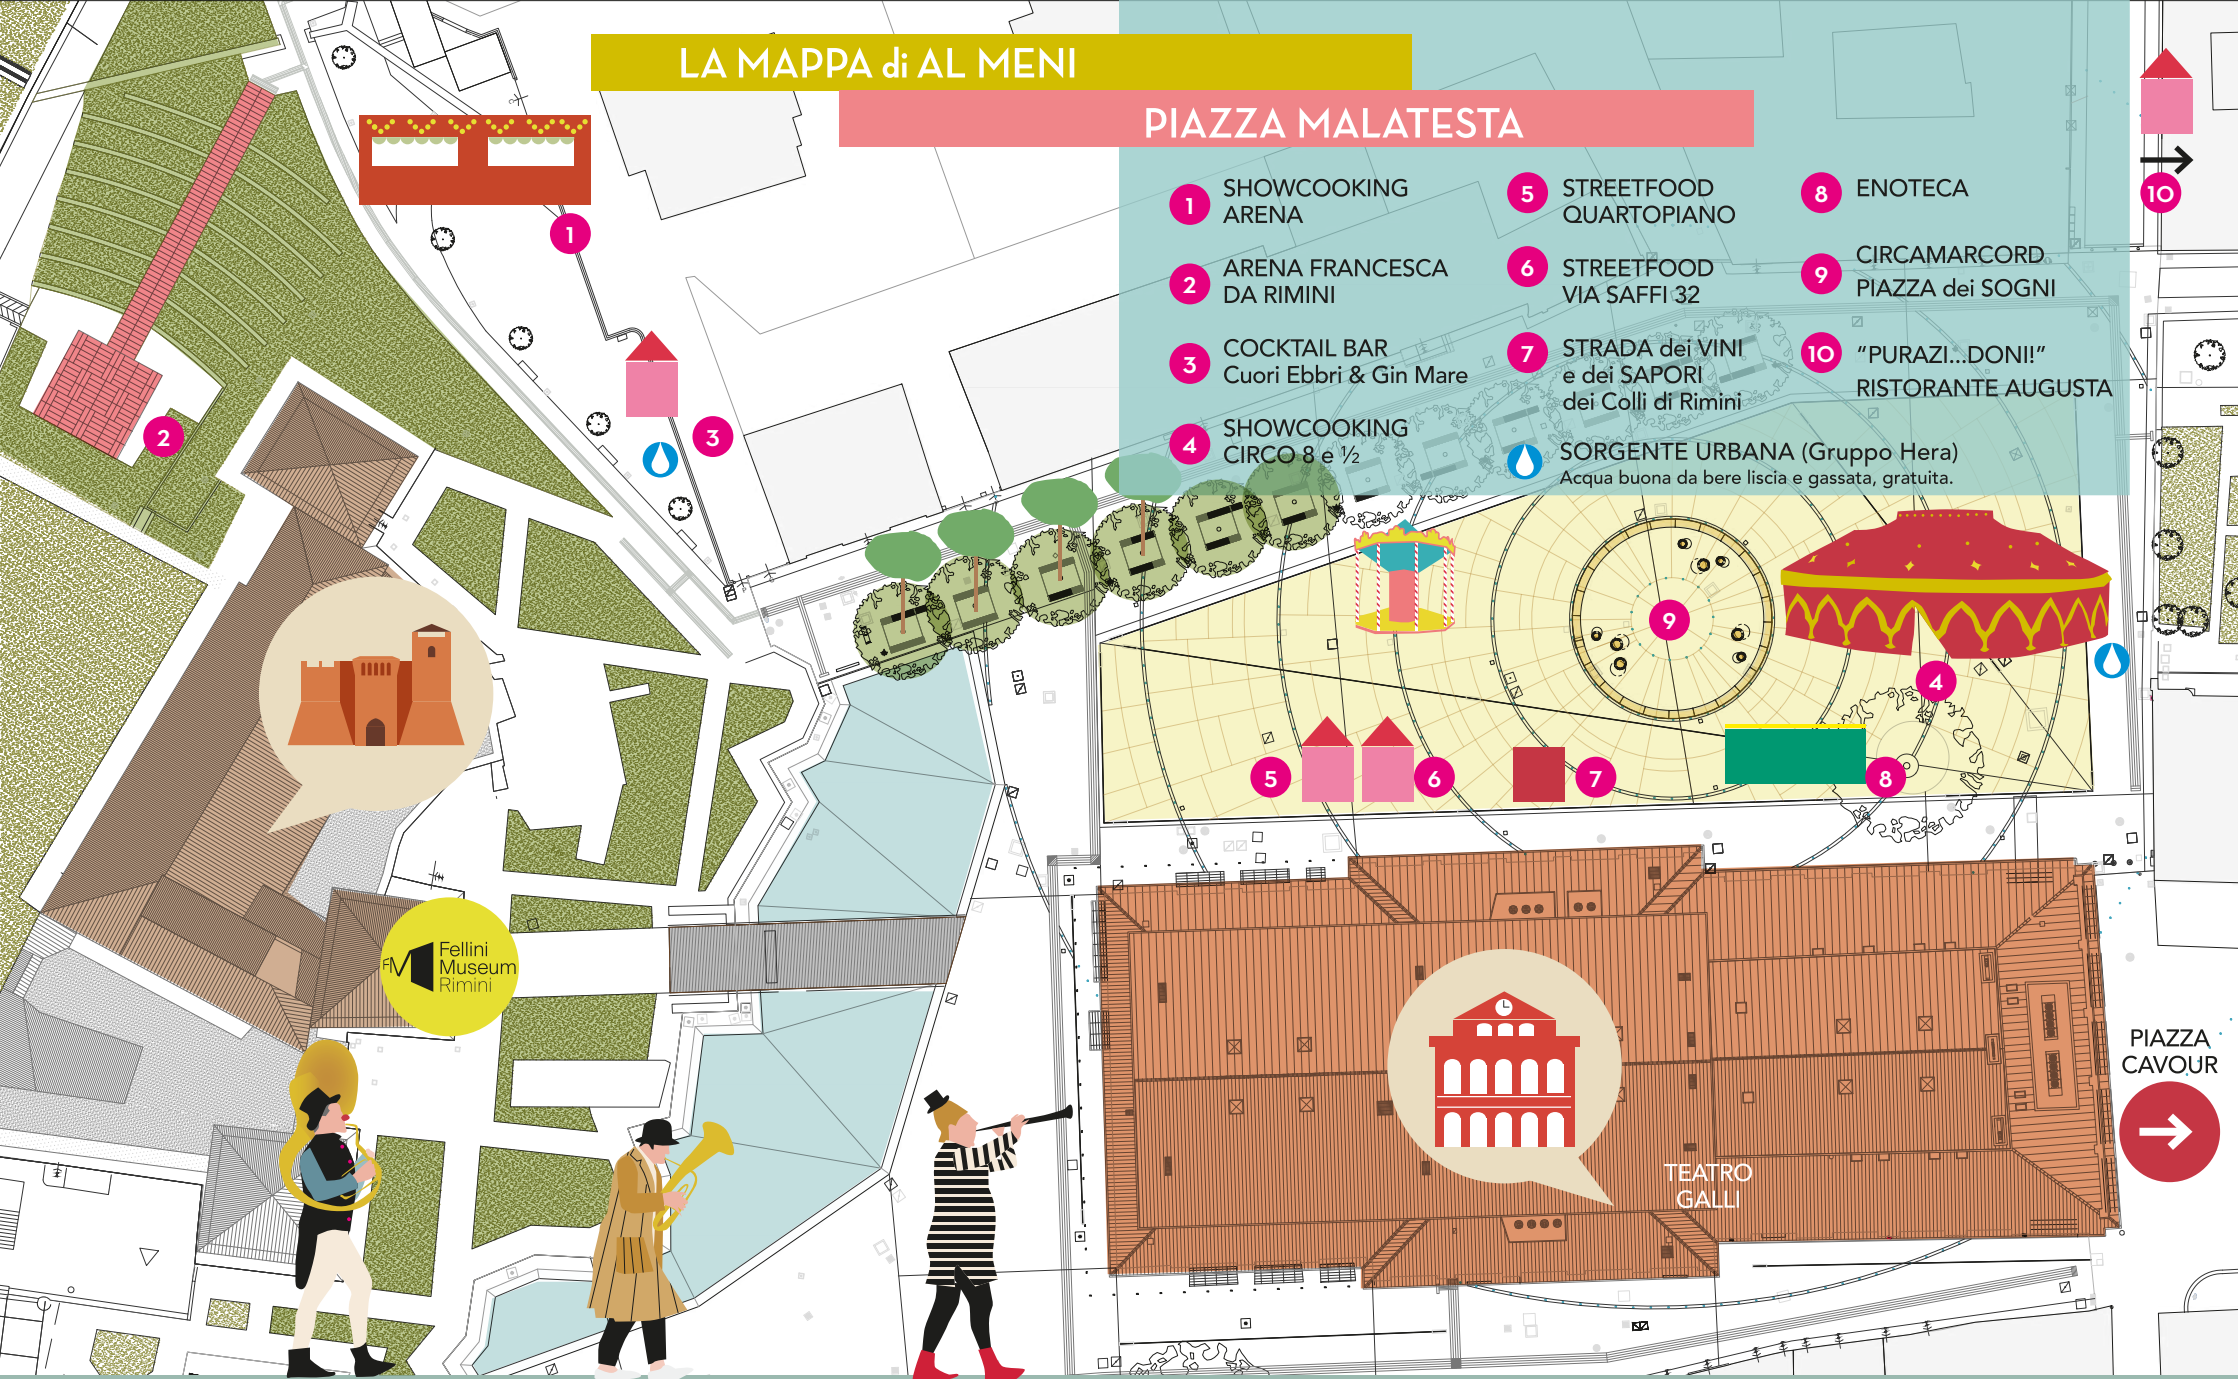 LA MAPPA di AL MENI
PIAZZA MALATESTA
1 SHOWCOOKING
ARENA
2 ARENA FRANCESCA
DA RIMINI
3 COCKTAIL BAR
Cuori Ebbri & Gin Mare
4 SHOWCOOKING
CIRCO 8 e ½
5 STREETFOOD
QUARTOPIANO
6 STREETFOOD
VIA SAFFI 32
7 STRADA dei VINI
e dei SAPORI
dei Colli di Rimini
SORGENTE URBANA (Gruppo Hera)
Acqua buona da bere liscia e gassata, gratuita.
8 ENOTECA
9 CIRCAMARCORD
PIAZZA dei SOGNI
10 “PURAZI...DONI!”
RISTORANTE AUGUSTA
10
1
2
3
9
4
5
6
7
8
FM
Fellini
Museum
Rimini
PIAZZA
CAVOUR
TEATRO
GALLI